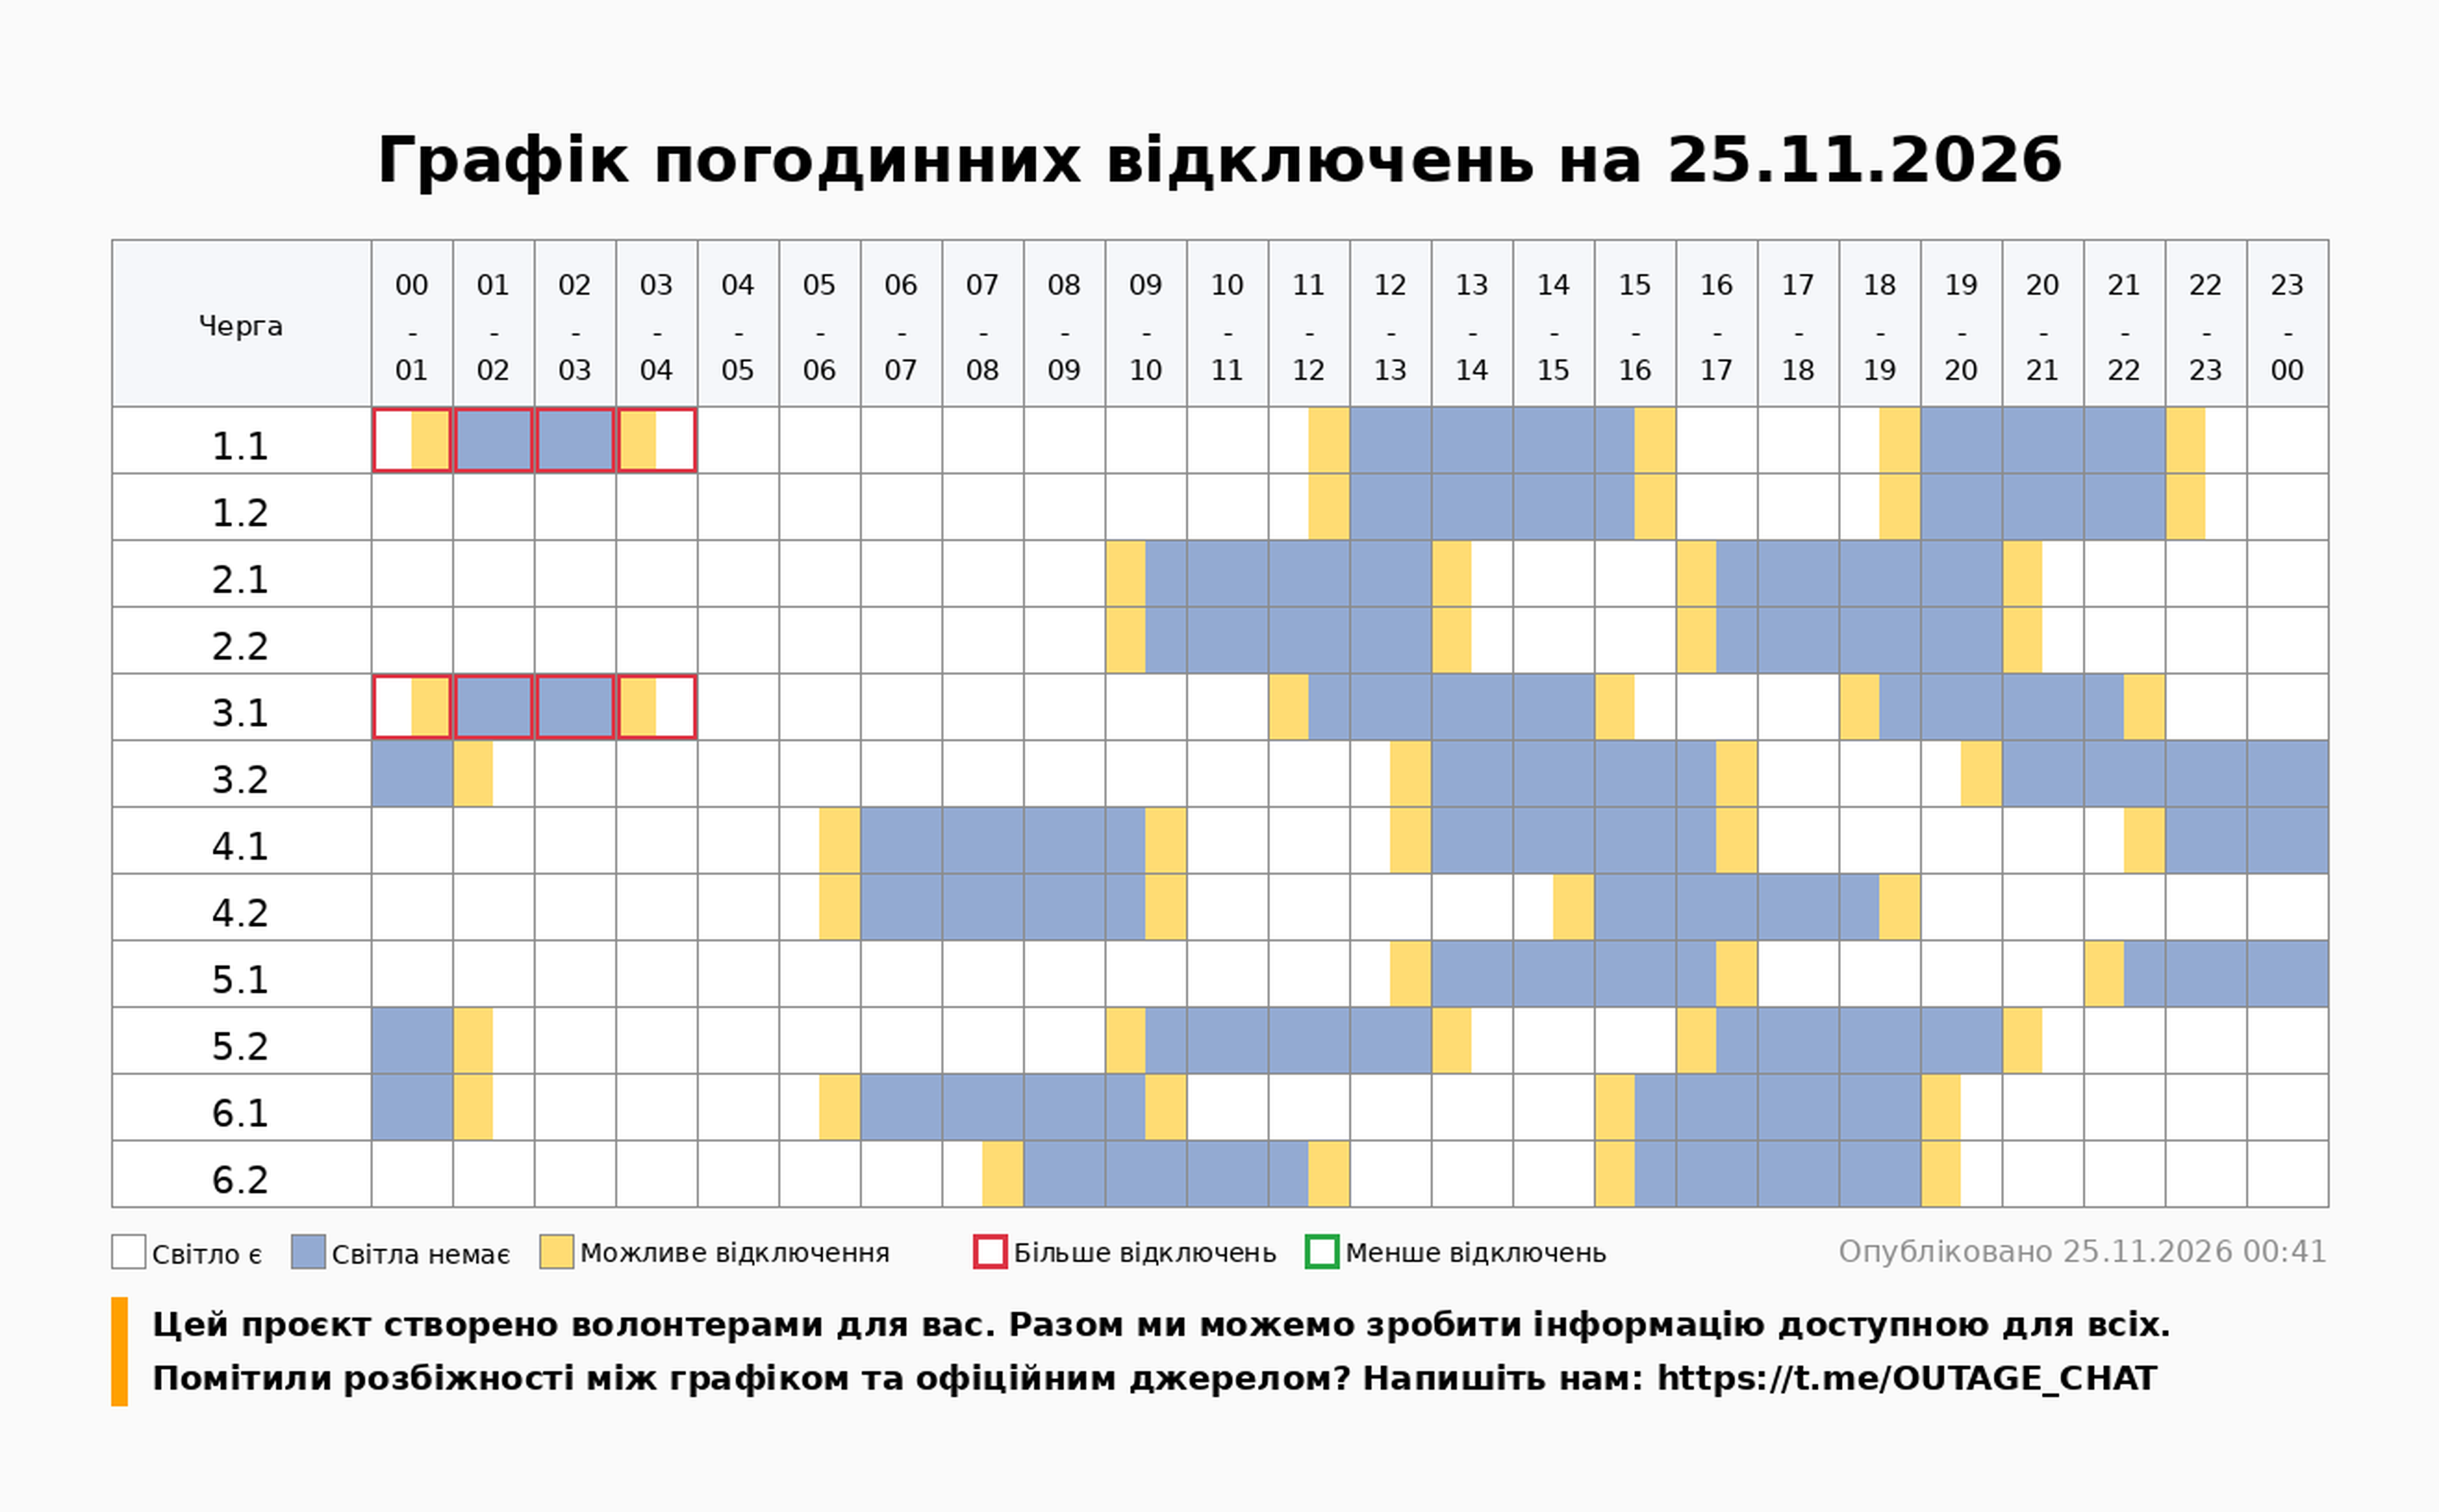 Графік погодинних відключень на 25.11.2026
Черга 00 - 01 01 - 02 02 - 03 03 - 04 04 - 05 05 - 06 06 - 07 07 - 08 08 - 09 09 - 10 10 - 11 11 - 12 12 - 13 13 - 14 14 - 15 15 - 16 16 - 17 17 - 18 18 - 19 19 - 20 20 - 21 21 - 22 22 - 23 23 - 00
1.1
1.2
2.1
2.2
3.1
3.2
4.1
4.2
5.1
5.2
6.1
6.2
Світло є Світла немає Можливе відключення Більше відключень Менше відключень Опубліковано 25.11.2026 00:41
Цей проєкт створено волонтерами для вас. Разом ми можемо зробити інформацію доступною для всіх.
Помітили розбіжності між графіком та офіційним джерелом? Напишіть нам: https://t.me/OUTAGE_CHAT